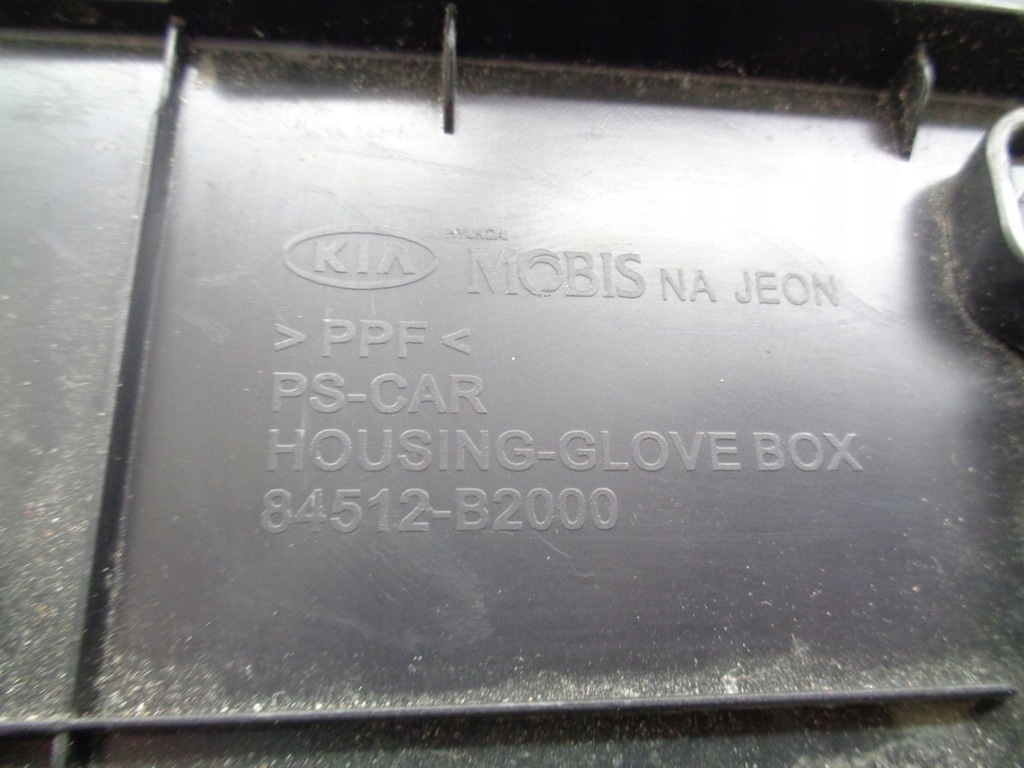 HYUNDAI
KIA MOBIS NA JEON
> PPF <
PS-CAR
HOUSING-GLOVE BOX
84512-B2000